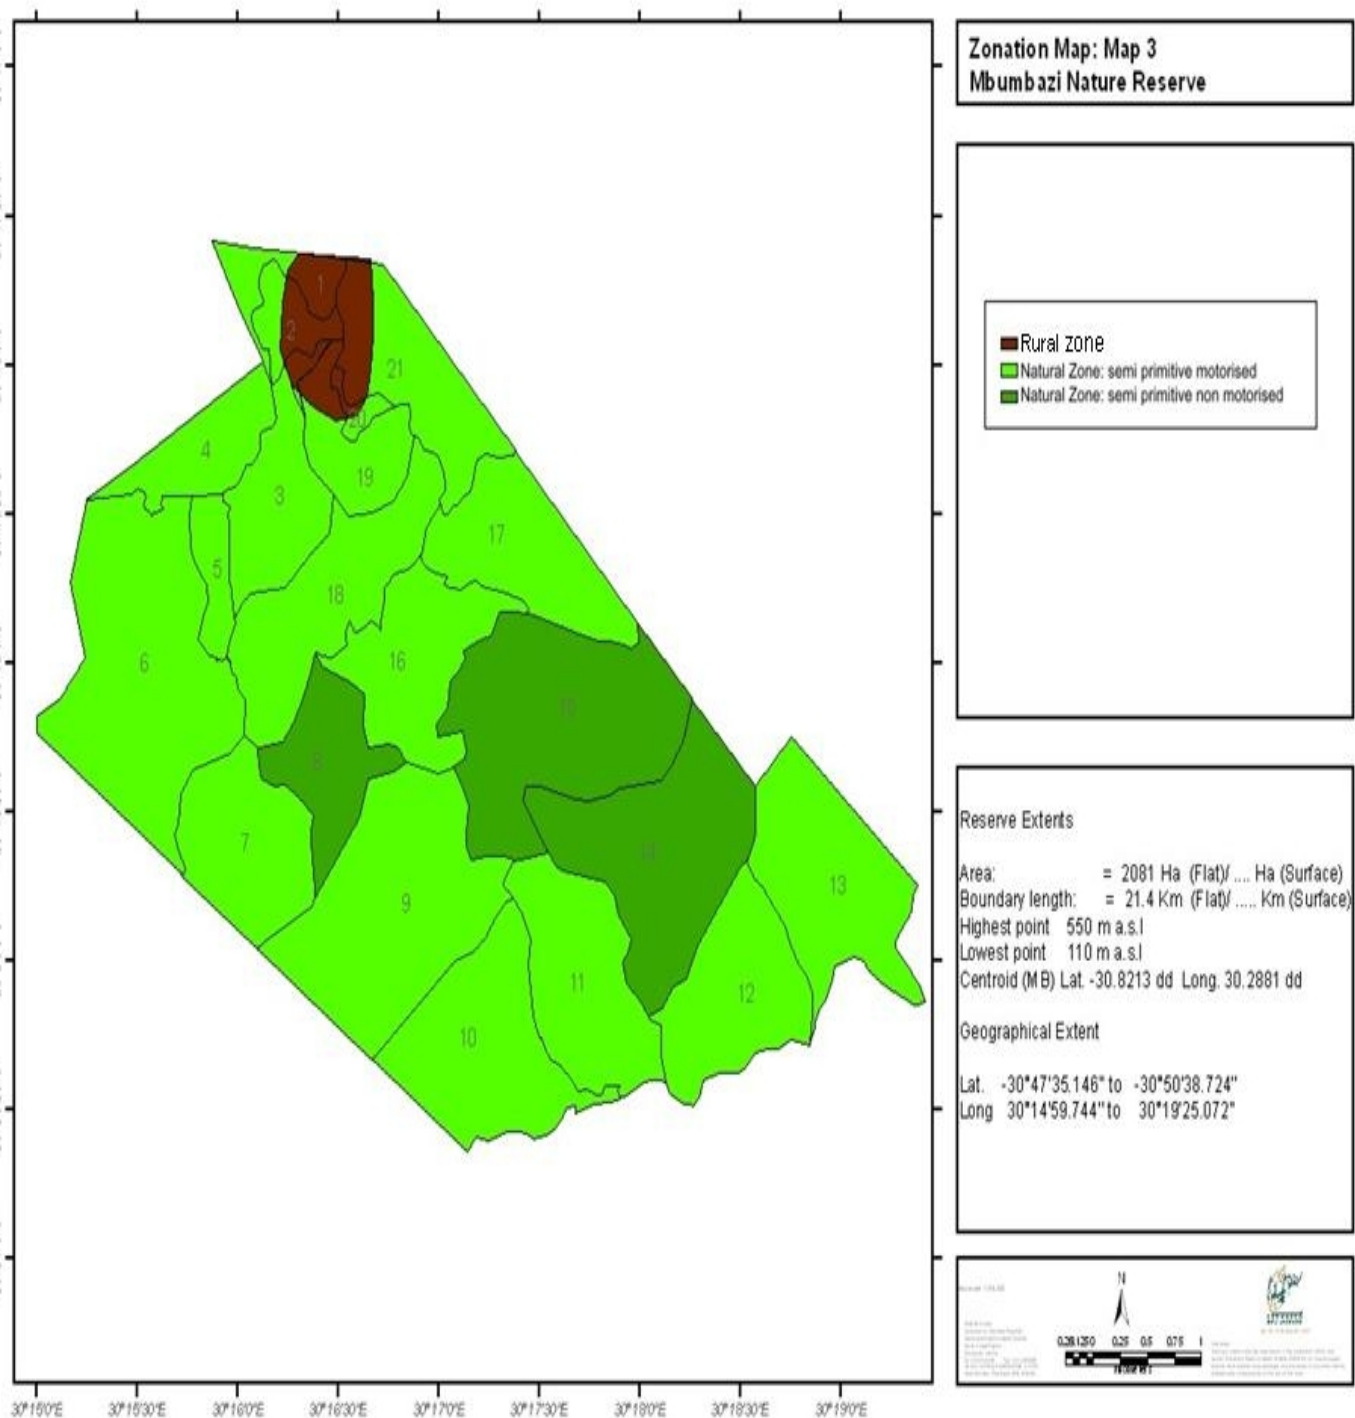 Zonation Map: Map 3
Mbumbazi Nature Reserve
Rural zone
Natural Zone: semi primitive motorised
Natural Zone: semi primitive non motorised
1
2
21
20
4
19
3
17
5
18
6
16
8
7
9
13
11
12
10
Reserve Extents
Area: = 2081 Ha (Flat)/ .... Ha (Surface)
Boundary length: = 21.4 Km (Flat)/ ..... Km (Surface)
Highest point 550 m a.s.l
Lowest point 110 m a.s.l
Centroid (MB) Lat. -30.8213 dd Long. 30.2881 dd
Geographical Extent
Lat. -30°47'35.146" to -30°50'38.724"
Long 30°14'59.744" to 30°19'25.072"
N
0.25 0.5 0.75 1
30°15'0"E 30°15'30"E 30°16'0"E 30°16'30"E 30°17'0"E 30°17'30"E 30°18'0"E 30°18'30"E 30°19'0"E